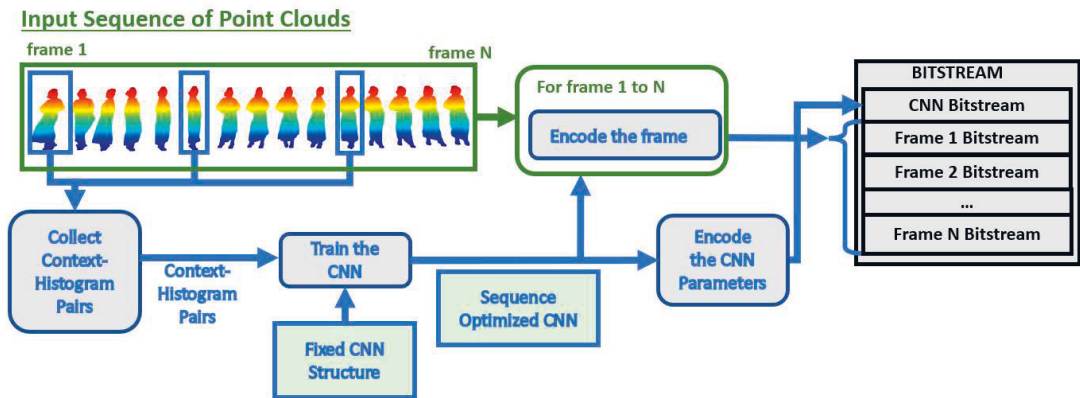 Input Sequence of Point Clouds
frame 1
frame N
For frame 1 to N
Encode the frame
BITSTREAM
CNN Bitstream
Frame 1 Bitstream
Frame 2 Bitstream
...
Frame N Bitstream
Collect
Context-
Histogram
Pairs
Context-
Histogram
Pairs
Train the
CNN
Fixed CNN
Structure
Sequence
Optimized CNN
Encode
the CNN
Parameters